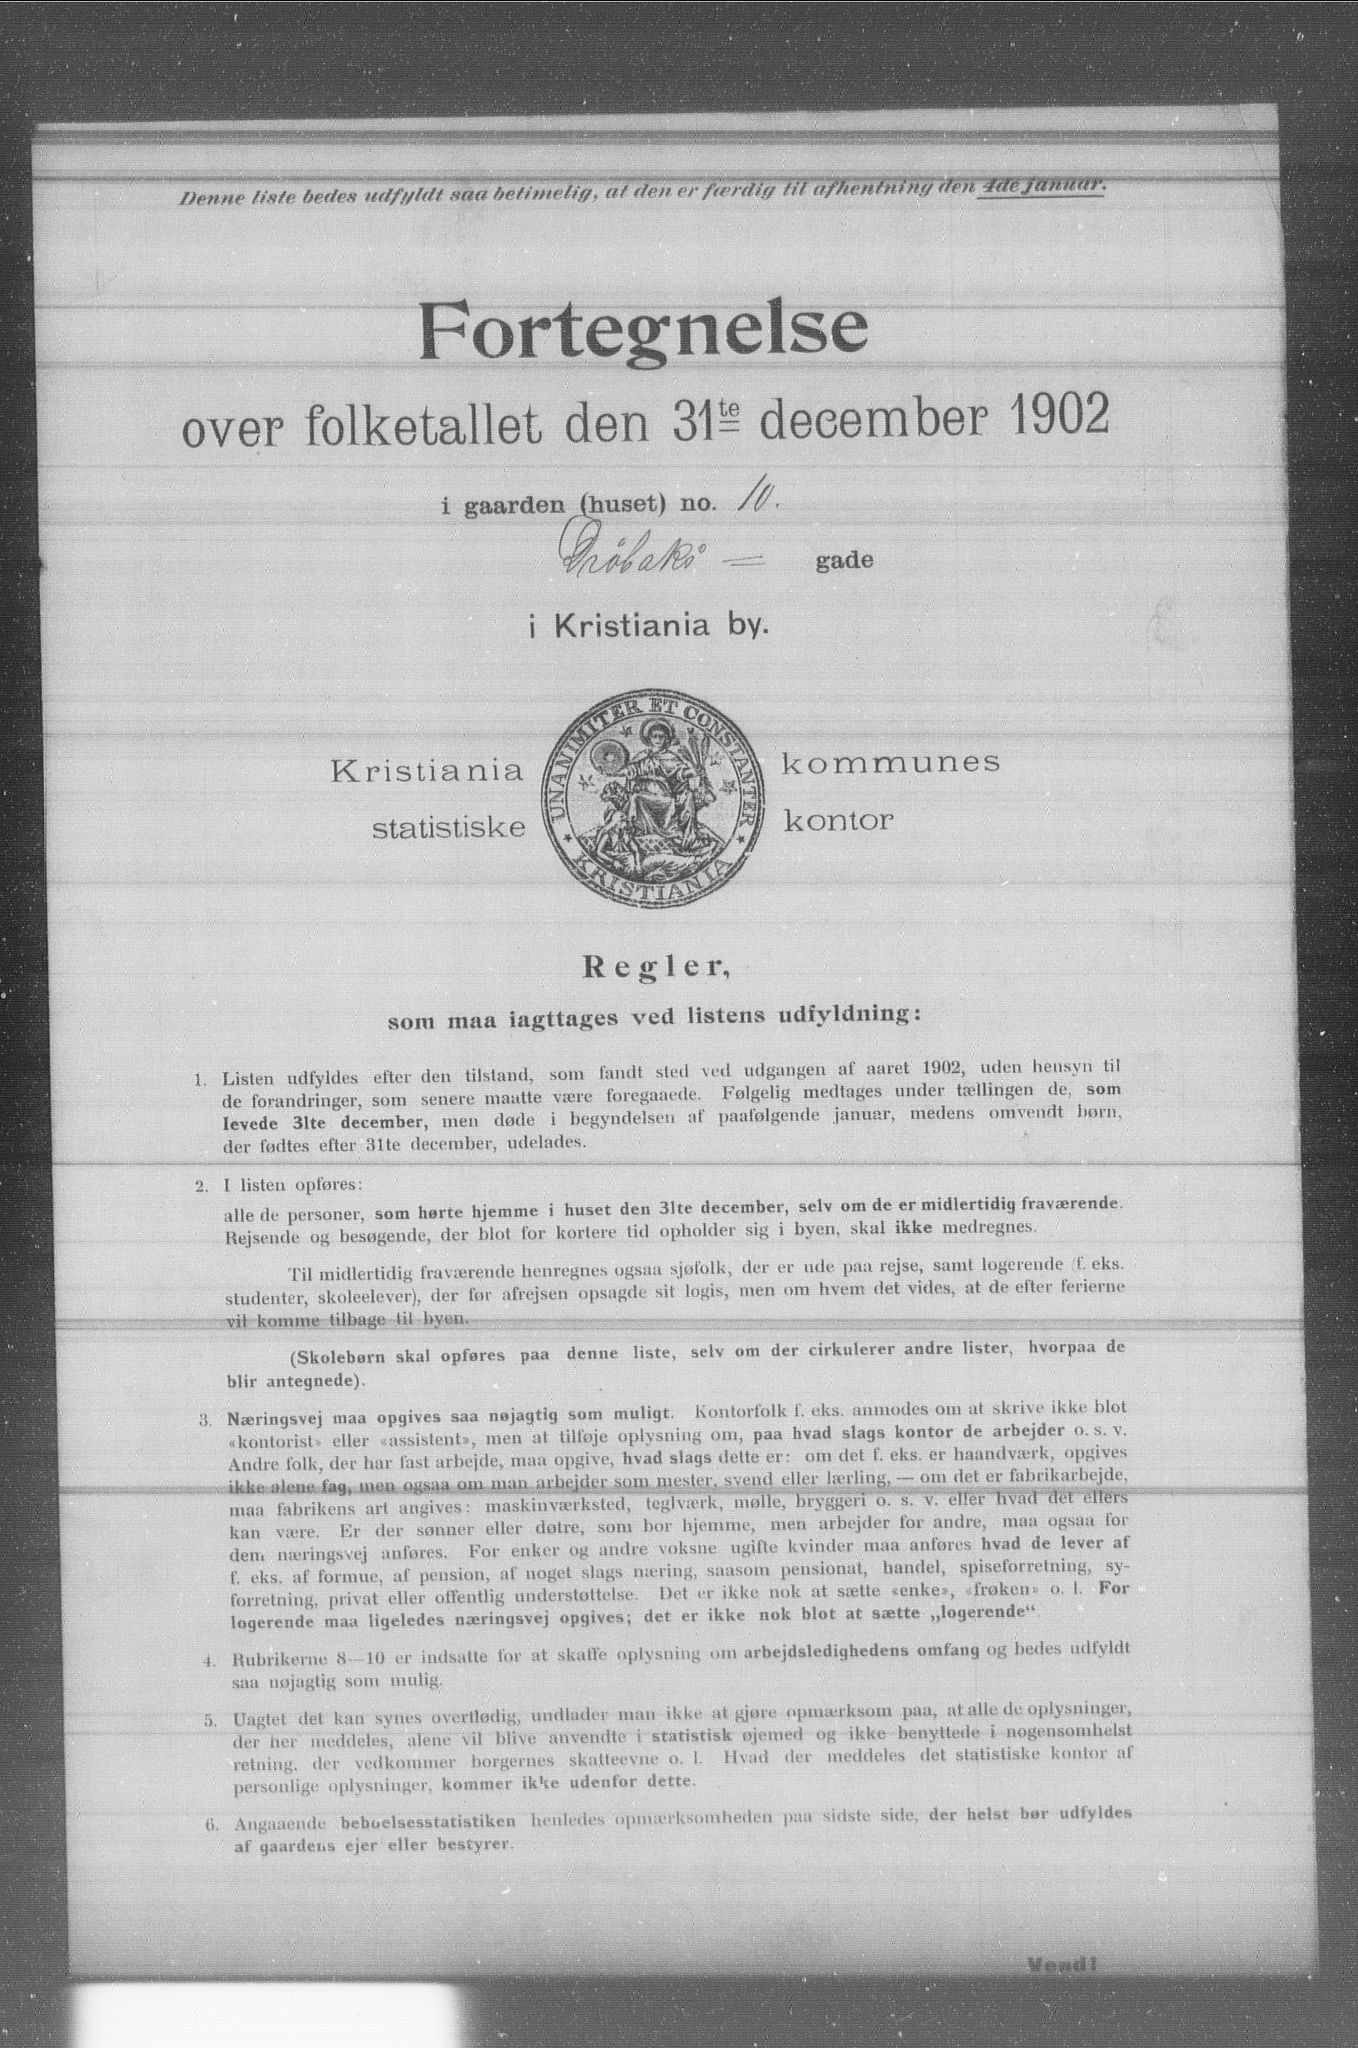 Denne liste bedes udfyldt saa betimelig, at den er færdig til afhentning den 4de januar.
Fortegnelse
over folketallet den 31te december 1902
i gaarden (huset) no. 10.
Drøbaks = gade
i Kristiania by.
Kristiania kommunes
statistiske kontor
UNANIMITER ET CONSTANTER
KRISTIANIA
Regler,
som maa iagttages ved listens udfyldning:
1. Listen udfyldes efter den tilstand, som fandt sted ved udgangen af aaret 1902, uden hensyn til
de forandringer, som senere maatte være foregaaede. Følgelig medtages under tællingen de, som
levede 31te december, men døde i begyndelsen af paafølgende januar, medens omvendt børn,
der fødtes efter 31te december, udelades.
2. I listen opføres:
alle de personer, som hørte hjemme i huset den 31te december, selv om de er midlertidig fraværende.
Rejsende og besøgende, der blot for kortere tid opholder sig i byen, skal ikke medregnes.
Til midlertidig fraværende henregnes ogsaa sjøfolk, der er ude paa rejse, samt logerende (f. eks.
studenter, skoleelever), der før afrejsen opsagde sit logis, men om hvem det vides, at de efter ferierne
vil komme tilbage til byen.
(Skolebørn skal opføres paa denne liste, selv om der cirkulerer andre lister, hvorpaa de
blir antegnede).
3. Næringsvej maa opgives saa nøjagtig som muligt. Kontorfolk f. eks. anmodes om at skrive ikke blot
«kontorist» eller «assistent», men at tilføje oplysning om, paa hvad slags kontor de arbejder o. s. v.
Andre folk, der har fast arbejde, maa opgive, hvad slags dette er: om det f. eks. er haandværk, opgives
ikke alene fag, men ogsaa om man arbejder som mester, svend eller lærling, — om det er fabrikarbejde,
maa fabrikens art angives: maskinværksted, teglværk, mølle, bryggeri o. s. v. eller hvad det ellers
kan være. Er der sønner eller døtre, som bor hjemme, men arbejder for andre, maa ogsaa for
dem næringsvej anføres. For enker og andre voksne ugifte kvinder maa anføres hvad de lever af
f. eks. af formue, af pension, af noget slags næring, saasom pensionat, handel, spiseforretning, sy-
forretning, privat eller offentlig understøttelse. Det er ikke nok at sætte «enke», «frøken» o. l. For
logerende maa ligeledes næringsvej opgives; det er ikke nok blot at sætte „logerende“.
4. Rubrikerne 8—10 er indsatte for at skaffe oplysning om arbejdsledighedens omfang og bedes udfyldt
saa nøjagtig som mulig.
5. Uagtet det kan synes overflødig, undlader man ikke at gjøre opmærksom paa, at alle de oplysninger,
der her meddeles, alene vil blive anvendte i statistisk øjemed og ikke benyttede i nogensomhelst
retning, der vedkommer borgernes skatteevne o. l. Hvad der meddeles det statistiske kontor af
personlige oplysninger, kommer ikke udenfor dette.
6. Angaaende beboelsesstatistiken henledes opmærksomheden paa sidste side, der helst bør udfyldes
af gaardens ejer eller bestyrer.
Vend!